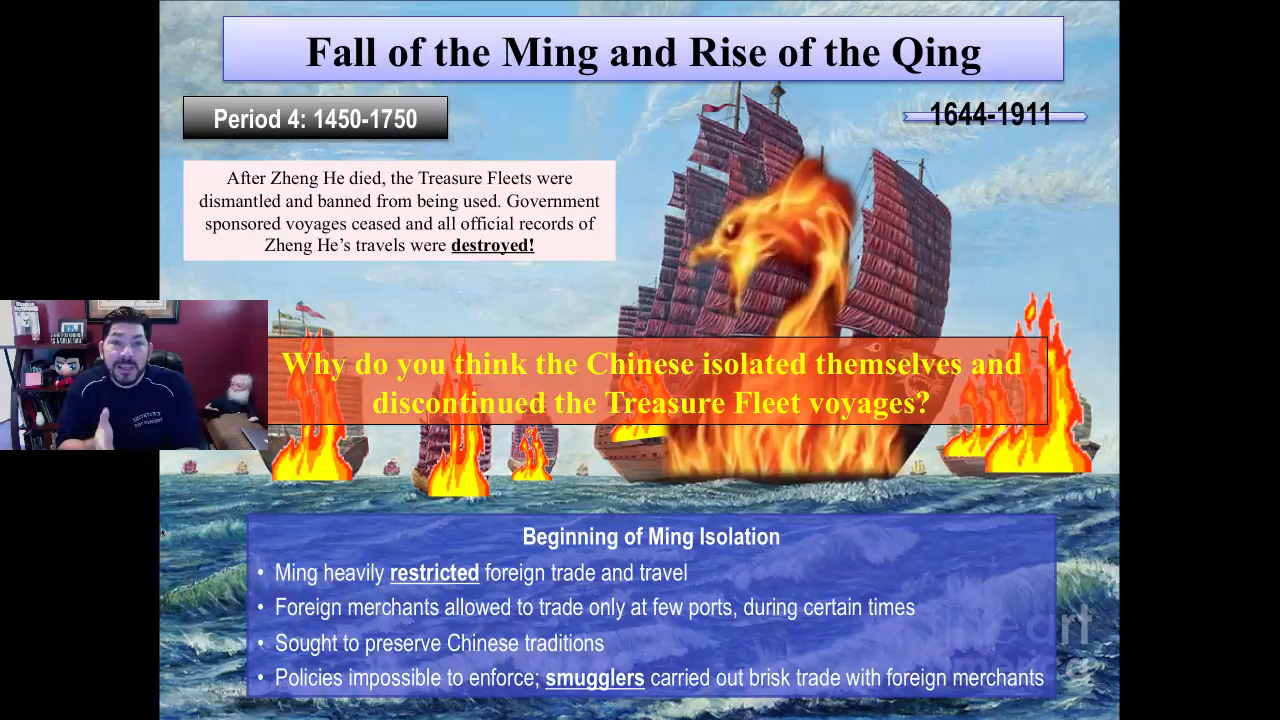 Fall of the Ming and Rise of the Qing
Period 4: 1450-1750
1644-1911
After Zheng He died, the Treasure Fleets were
dismantled and banned from being used. Government
sponsored voyages ceased and all official records of
Zheng He's travels were destroyed!
Why do you think the Chinese isolated themselves and
discontinued the Treasure Fleet voyages?
Beginning of Ming Isolation
• Ming heavily restricted foreign trade and travel
• Foreign merchants allowed to trade only at few ports, during certain times
• Sought to preserve Chinese traditions
• Policies impossible to enforce; smugglers carried out brisk trade with foreign merchants